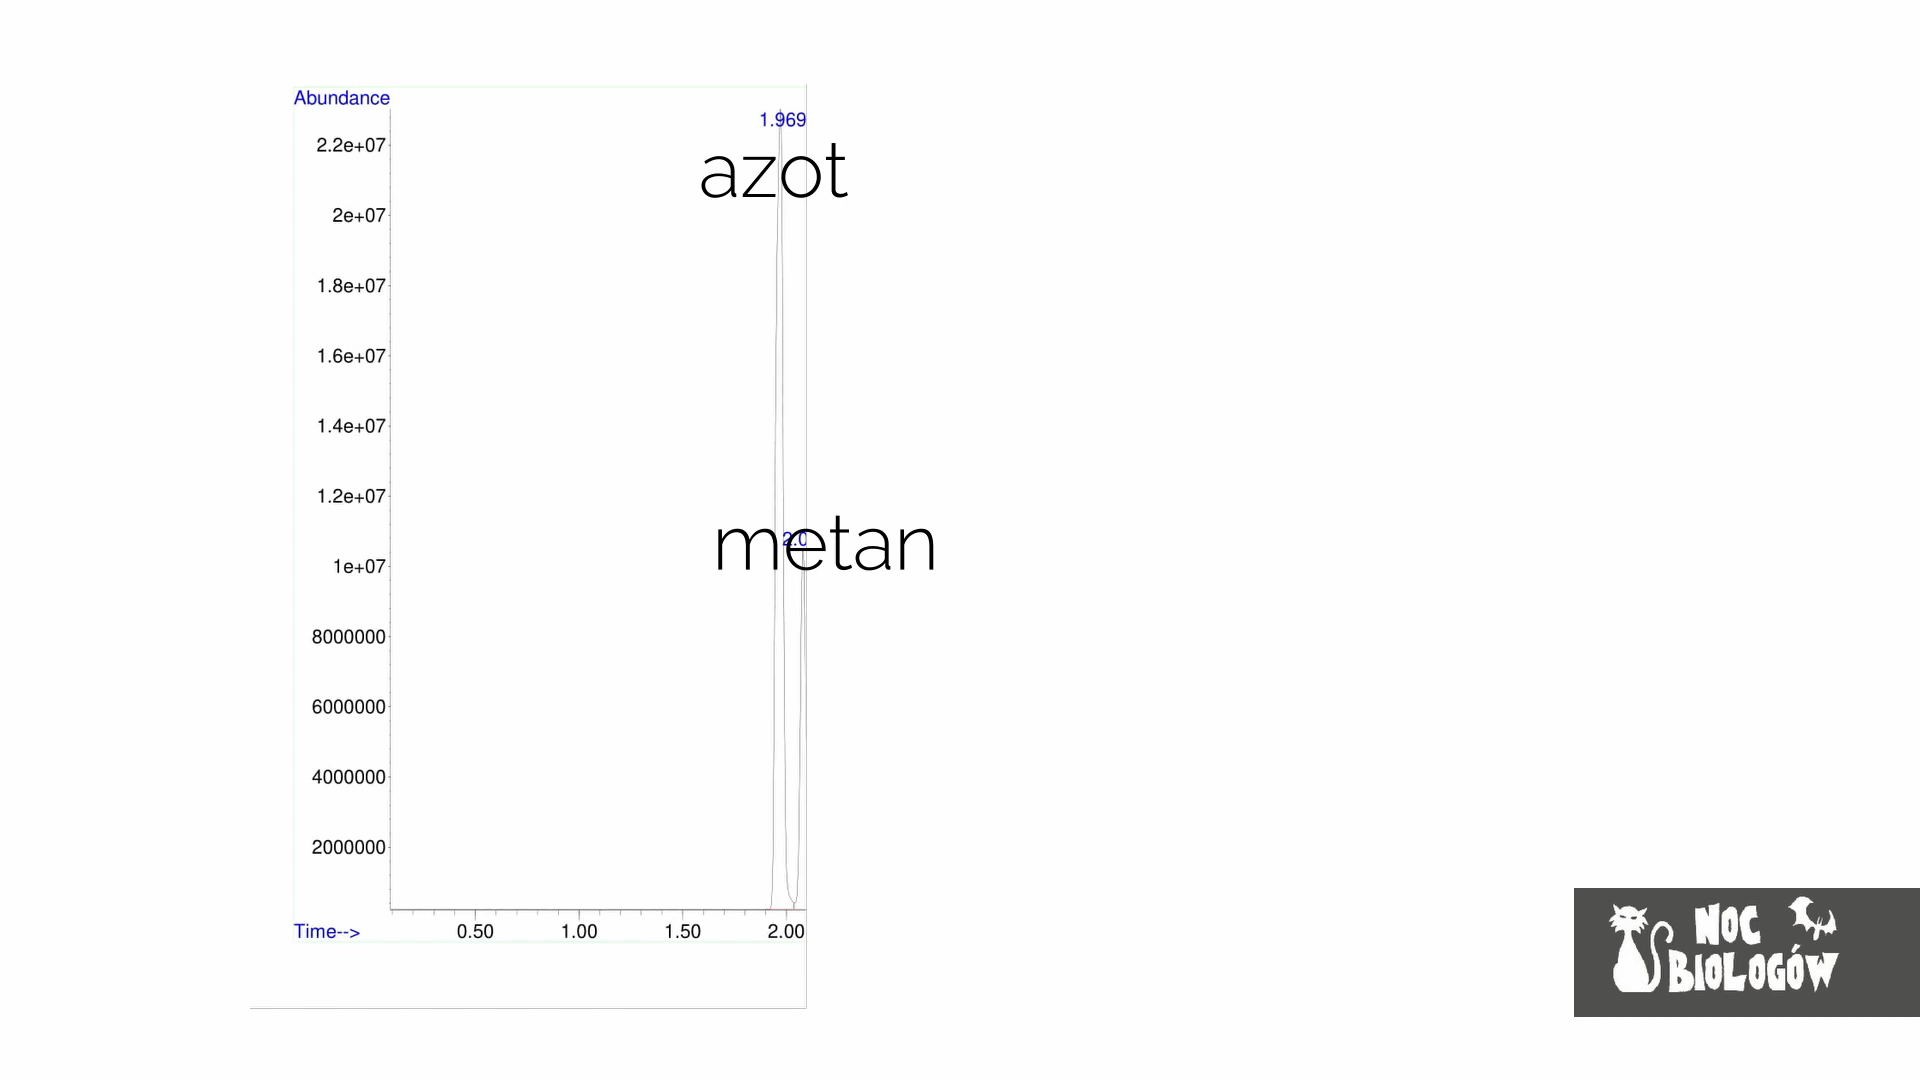 Abundance
1.969
2.2e+07
azot
2e+07
1.8e+07
1.6e+07
1.4e+07
1.2e+07
2.0
metan
1e+07
8000000
6000000
4000000
2000000
Time-->
0.50 1.00 1.50 2.00
NOC
BIOLOGÓW